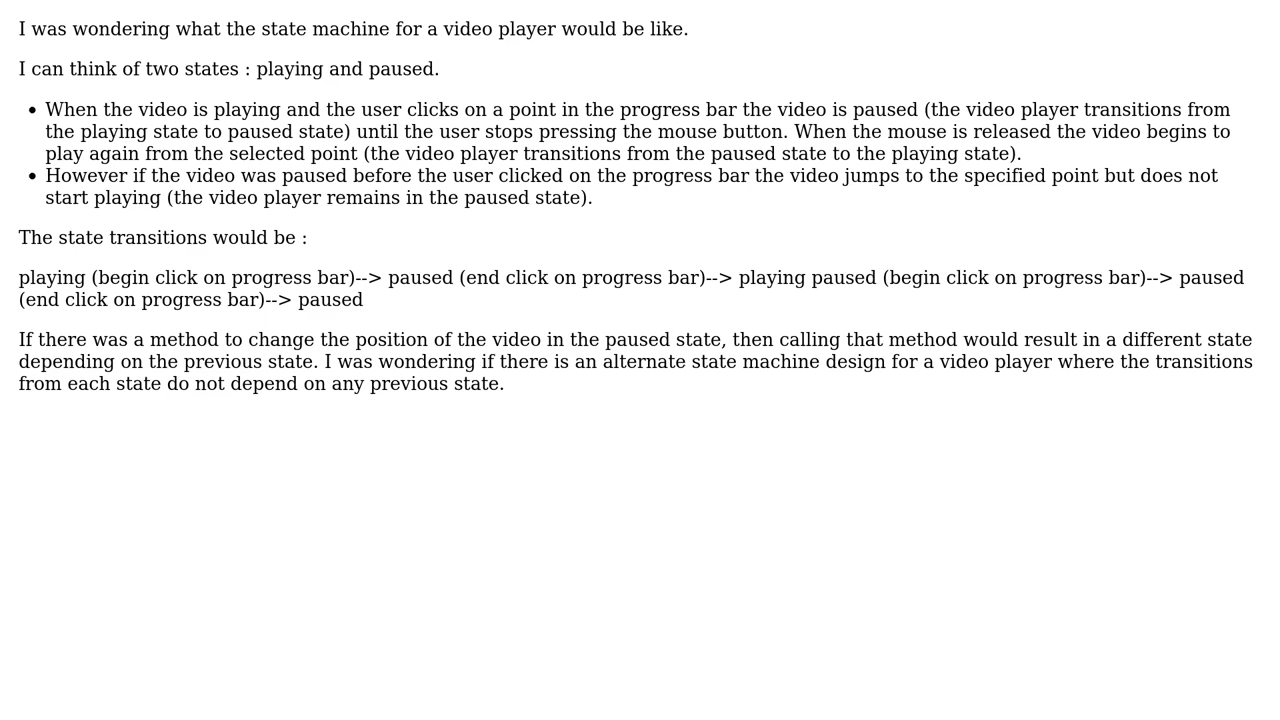 I was wondering what the state machine for a video player would be like.
I can think of two states : playing and paused.
• When the video is playing and the user clicks on a point in the progress bar the video is paused (the video player transitions from
the playing state to paused state) until the user stops pressing the mouse button. When the mouse is released the video begins to
play again from the selected point (the video player transitions from the paused state to the playing state).
• However if the video was paused before the user clicked on the progress bar the video jumps to the specified point but does not
start playing (the video player remains in the paused state).
The state transitions would be :
playing (begin click on progress bar)--> paused (end click on progress bar)--> playing paused (begin click on progress bar)--> paused
(end click on progress bar)--> paused
If there was a method to change the position of the video in the paused state, then calling that method would result in a different state
depending on the previous state. I was wondering if there is an alternate state machine design for a video player where the transitions
from each state do not depend on any previous state.